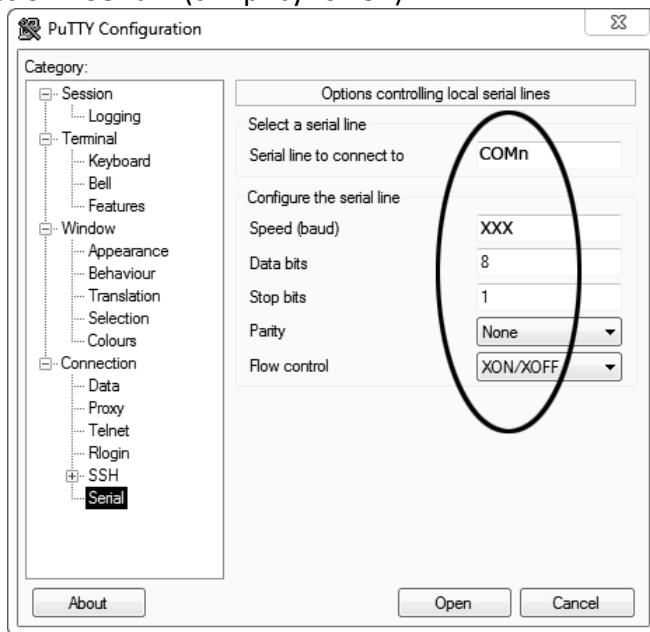 PuTTY Configuration
Category:
Session
Logging
Terminal
Keyboard
Bell
Features
Window
Appearance
Behaviour
Translation
Selection
Colours
Connection
Data
Proxy
Telnet
Rlogin
SSH
Serial
Options controlling local serial lines
Select a serial line
Serial line to connect to COMn
Configure the serial line
Speed (baud) XXX
Data bits 8
Stop bits 1
Parity None
Flow control XON/XOFF
About Open Cancel